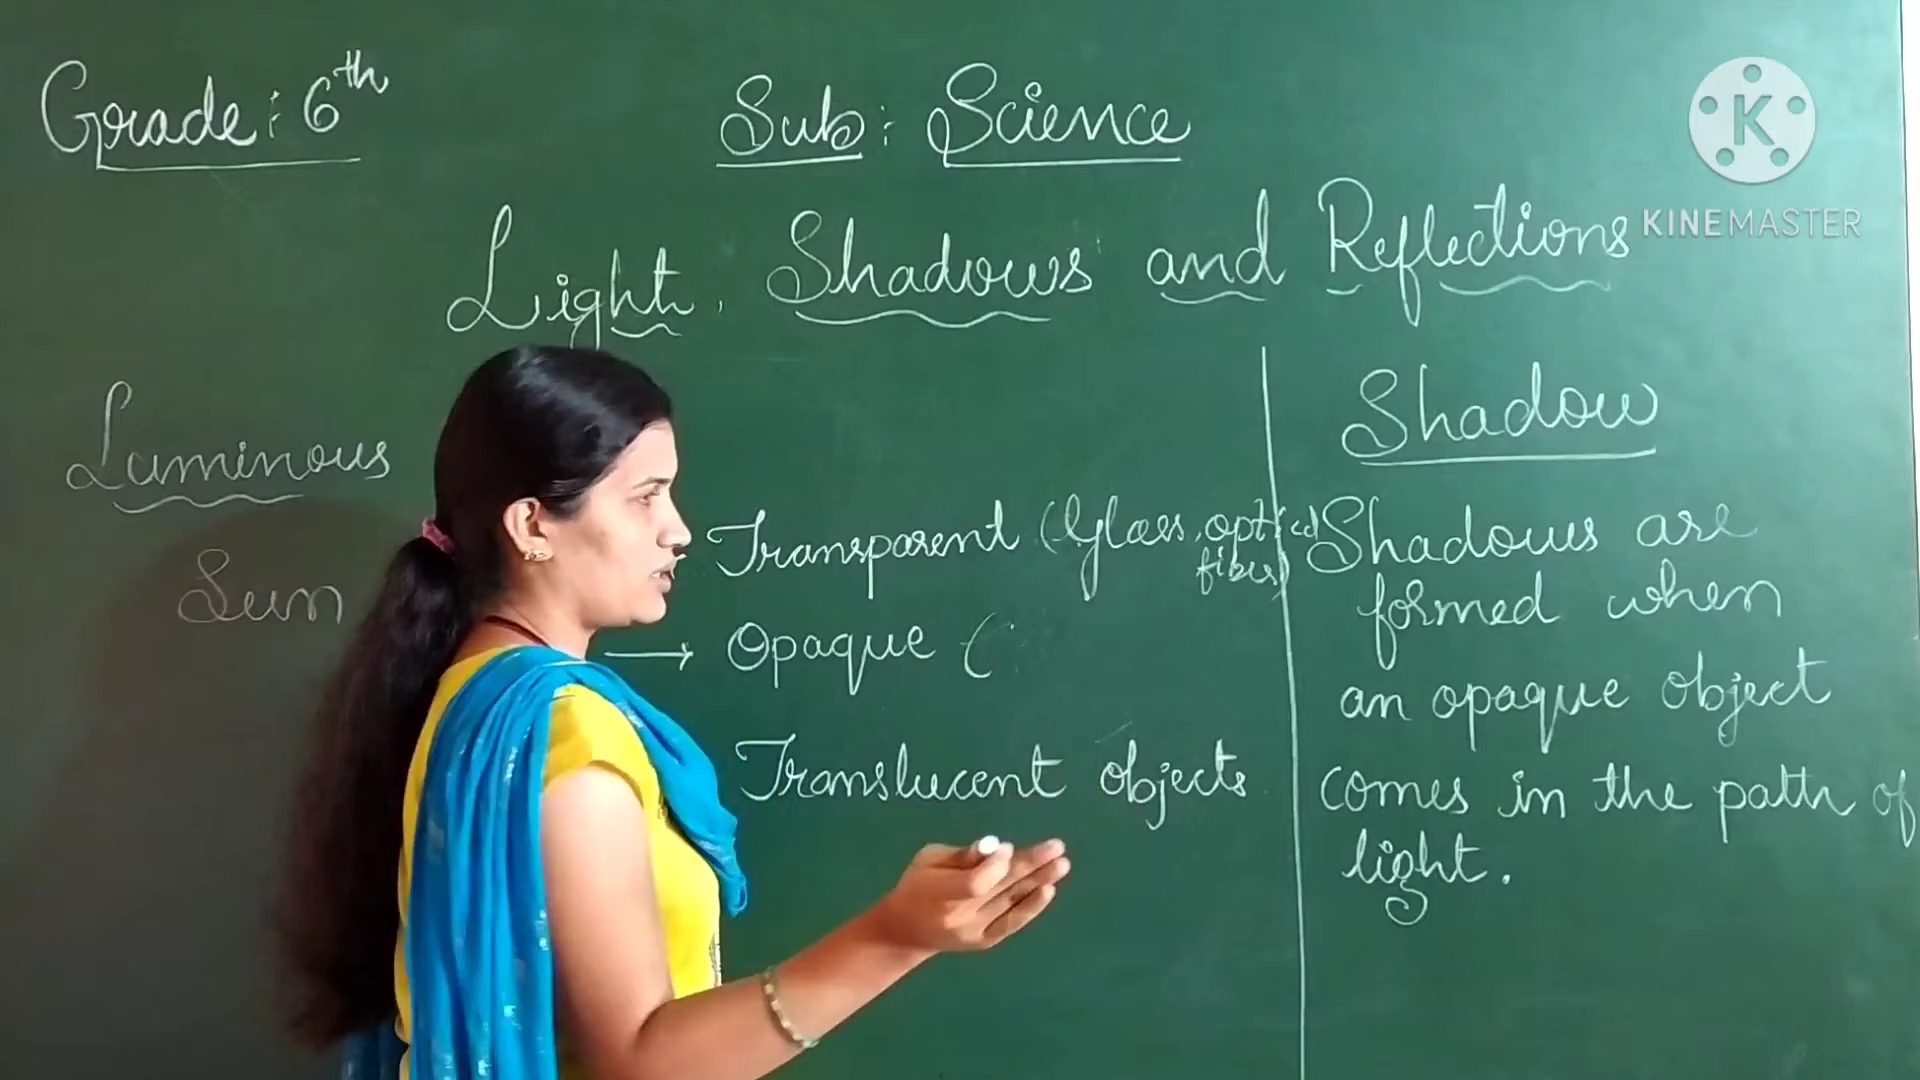 Grade : 6th
Sub : Science
K
KINEMASTER
Light, Shadows and Reflections
Luminous
Sun
Transparent (Glass, optical
fiber)
→ Opaque (
Translucent objects
Shadow
Shadows are
formed when
an opaque object
comes in the path of
light.